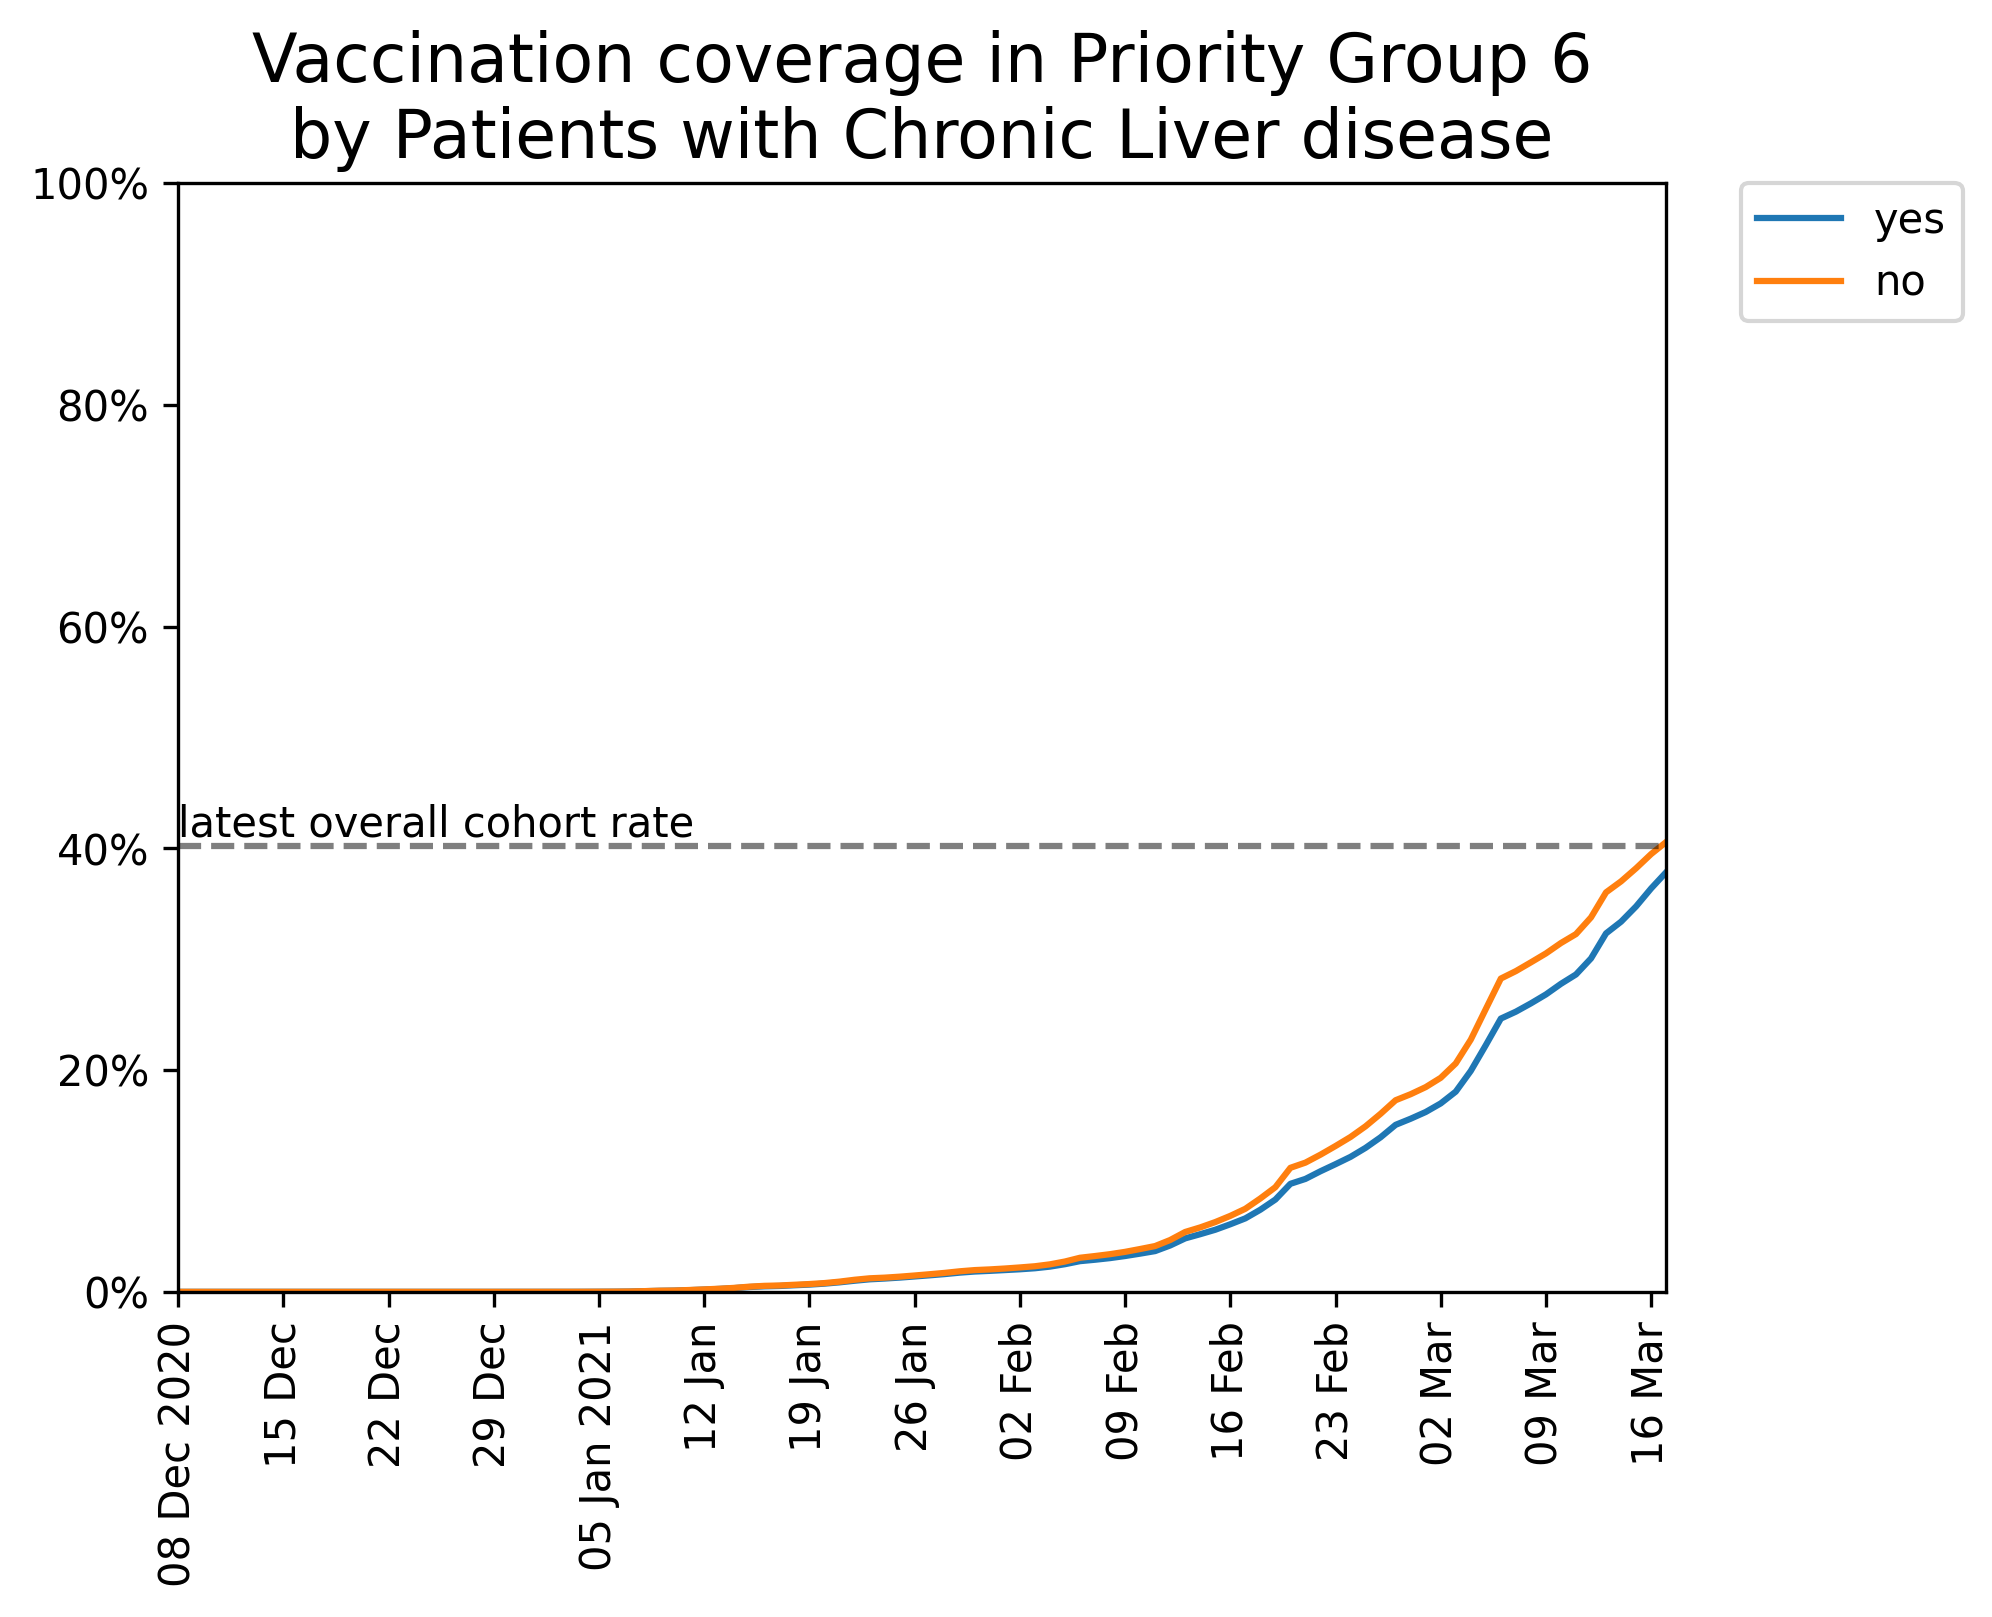 Vaccination coverage in Priority Group 6
by Patients with Chronic Liver disease
100%
80%
60%
40%
20%
0%
latest overall cohort rate
yes
no
08 Dec 2020
15 Dec
22 Dec
29 Dec
05 Jan 2021
12 Jan
19 Jan
26 Jan
02 Feb
09 Feb
16 Feb
23 Feb
02 Mar
09 Mar
16 Mar